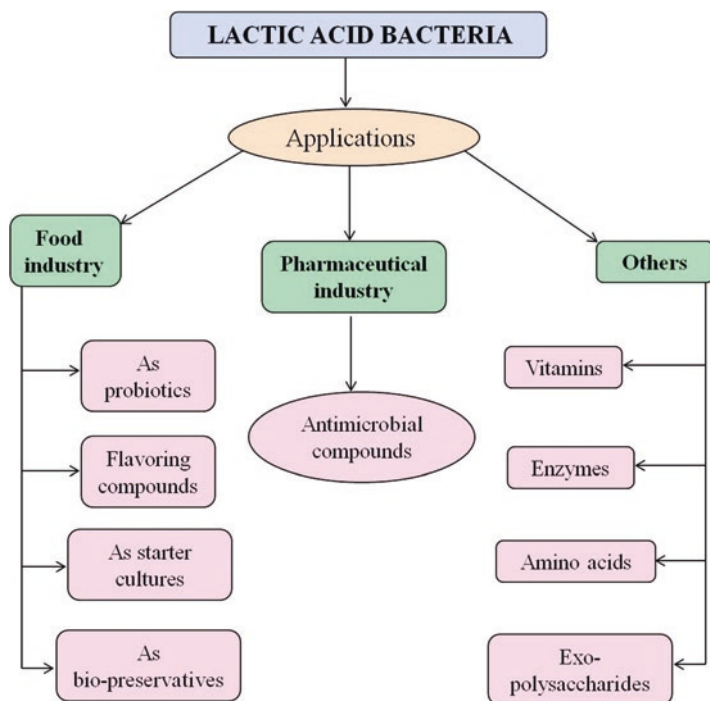 LACTIC ACID BACTERIA
Applications
Food
industry
Pharmaceutical
industry
Others
As
probiotics
Flavoring
compounds
As starter
cultures
As
bio-preservatives
Antimicrobial
compounds
Vitamins
Enzymes
Amino acids
Exo-
polysaccharides